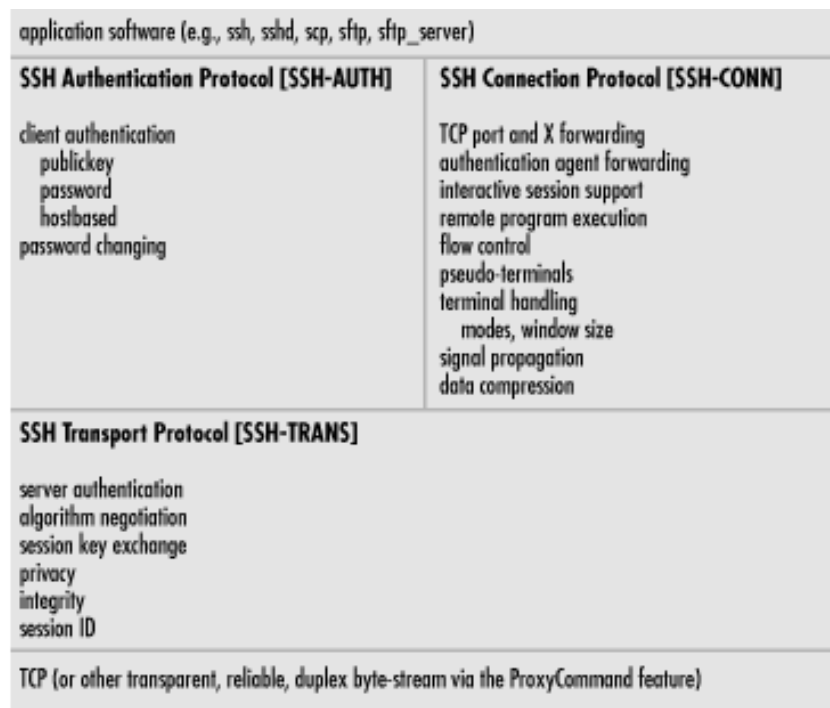 application software (e.g., ssh, sshd, scp, sftp, sftp_server)
SSH Authentication Protocol [SSH-AUTH]
client authentication
publickey
password
hostbased
password changing
SSH Connection Protocol [SSH-CONN]
TCP port and X forwarding
authentication agent forwarding
interactive session support
remote program execution
flow control
pseudo-terminals
terminal handling
modes, window size
signal propagation
data compression
SSH Transport Protocol [SSH-TRANS]
server authentication
algorithm negotiation
session key exchange
privacy
integrity
session ID
TCP (or other transparent, reliable, duplex byte-stream via the ProxyCommand feature)